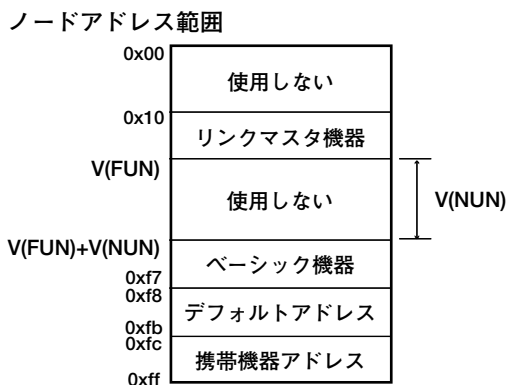 ノードアドレス範囲
0x00
使用しない
0x10
リンクマスタ機器
V(FUN)
使用しない
V(NUN)
V(FUN)+V(NUN)
ベーシック機器
0xf7
0xf8
デフォルトアドレス
0xfb
0xfc
携帯機器アドレス
0xff